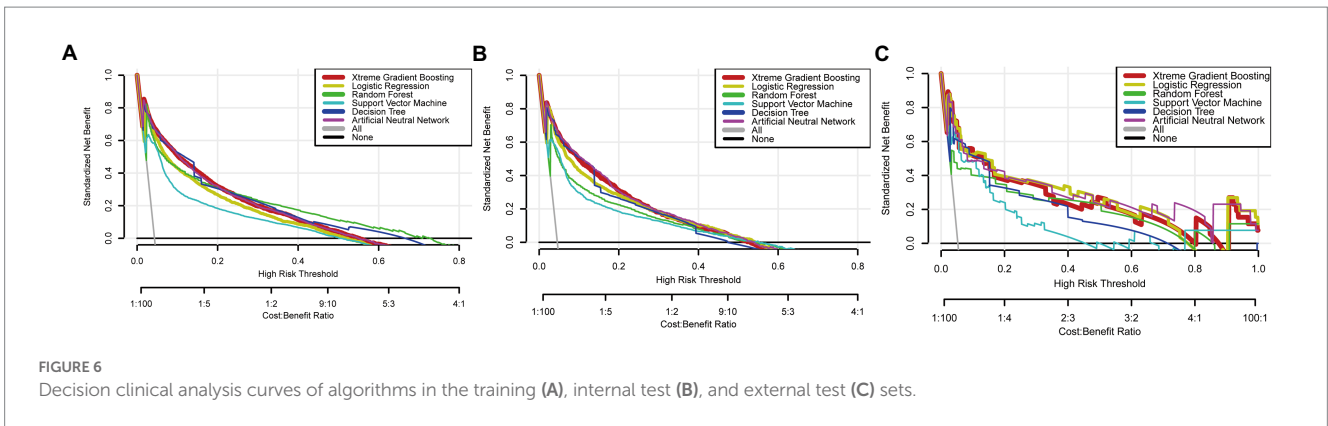 A
Standardized Net Benefit
1.0
0.8
0.6
0.4
0.2
0.0
Xtreme Gradient Boosting
Logistic Regression
Random Forest
Support Vector Machine
Decision Tree
Artificial Neutral Network
All
None
0.0 0.2 0.4 0.6 0.8
High Risk Threshold
1:100 1:5 1:2 9:10 5:3 4:1
Cost:Benefit Ratio
B
Standardized Net Benefit
1.0
0.8
0.6
0.4
0.2
0.0
Xtreme Gradient Boosting
Logistic Regression
Random Forest
Support Vector Machine
Decision Tree
Artificial Neutral Network
All
None
0.0 0.2 0.4 0.6 0.8
High Risk Threshold
1:100 1:5 1:2 9:10 5:3 4:1
Cost:Benefit Ratio
C
Standardized Net Benefit
1.0
0.8
0.6
0.4
0.2
0.0
Xtreme Gradient Boosting
Logistic Regression
Random Forest
Support Vector Machine
Decision Tree
Artificial Neutral Network
All
None
0.0 0.2 0.4 0.6 0.8 1.0
High Risk Threshold
1:100 1:4 2:3 3:2 4:1 100:1
Cost:Benefit Ratio
FIGURE 6
Decision clinical analysis curves of algorithms in the training (A), internal test (B), and external test (C) sets.